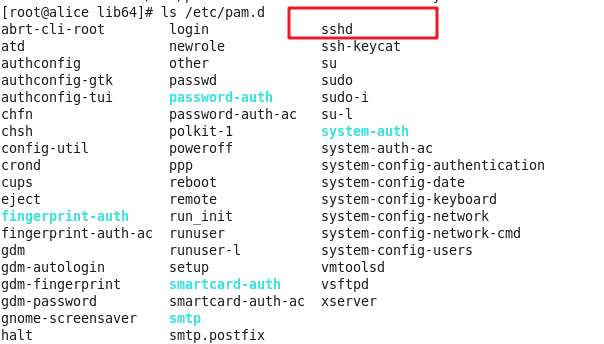 [root@alice lib64]# ls /etc/pam.d
abrt-cli-root login sshd
atd newrole ssh-keycat
authconfig other su
authconfig-gtk passwd sudo
authconfig-tui password-auth sudo-i
chfn password-auth-ac su-l
chsh polkit-1 system-auth
config-util poweroff system-auth-ac
crond ppp system-config-authentication
cups reboot system-config-date
eject remote system-config-keyboard
fingerprint-auth run_init system-config-network
fingerprint-auth-ac runuser system-config-network-cmd
gdm runuser-l system-config-users
gdm-autologin setup vmtoolsd
gdm-fingerprint smartcard-auth vsftpd
gdm-password smartcard-auth-ac xserver
gnome-screensaver smtp
halt smtp.postfix